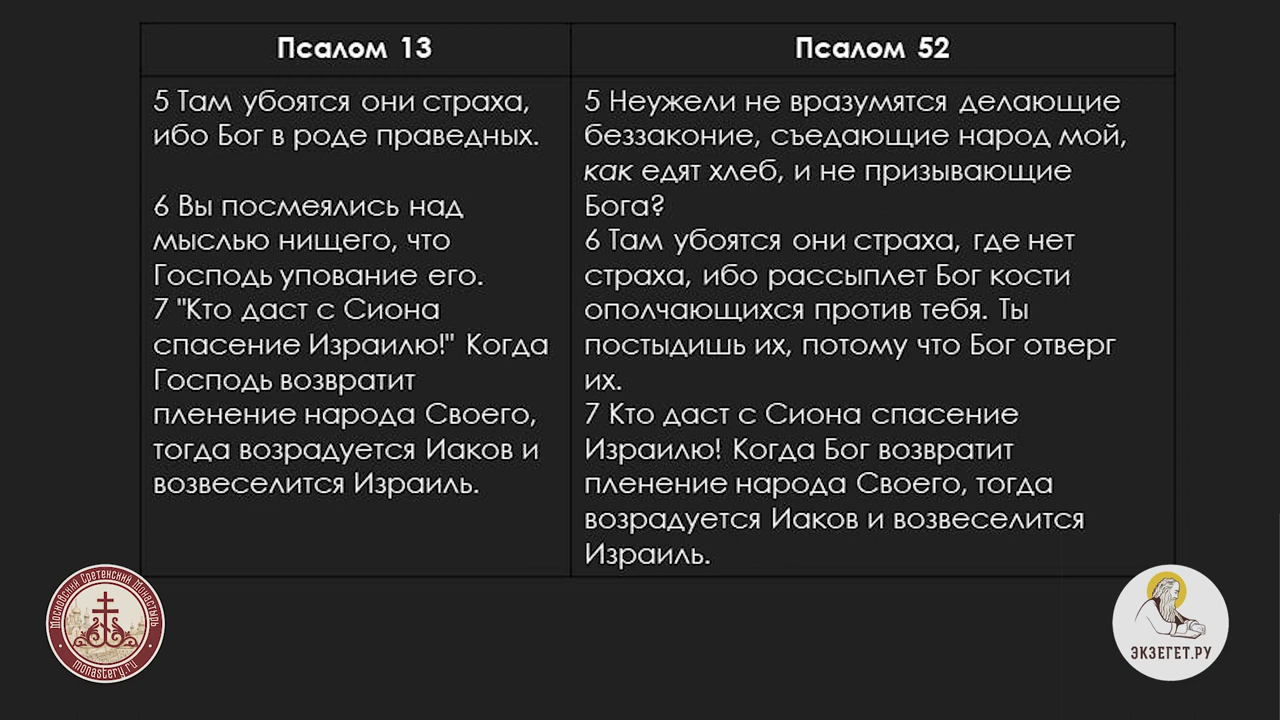 Псалом 13
5 Там убоятся они страха,
ибо Бог в роде праведных.
6 Вы посмеялись над
мыслью нищего, что
Господь упование его.
7 "Кто даст с Сиона
спасение Израилю!" Когда
Господь возвратит
пленение народа Своего,
тогда возрадуется Иаков и
возвеселится Израиль.
Псалом 52
5 Неужели не вразумятся делающие
беззаконие, съедающие народ мой,
как едят хлеб, и не призывающие
Бога?
6 Там убоятся они страха, где нет
страха, ибо рассыплет Бог кости
ополчающихся против тебя. Ты
постыдишь их, потому что Бог отверг
их.
7 Кто даст с Сиона спасение
Израилю! Когда Бог возвратит
пленение народа Своего, тогда
возрадуется Иаков и возвеселится
Израиль.
Московский Сретенский Монастырь
monastery.ru
ЭКЗЕГЕТ.РУ